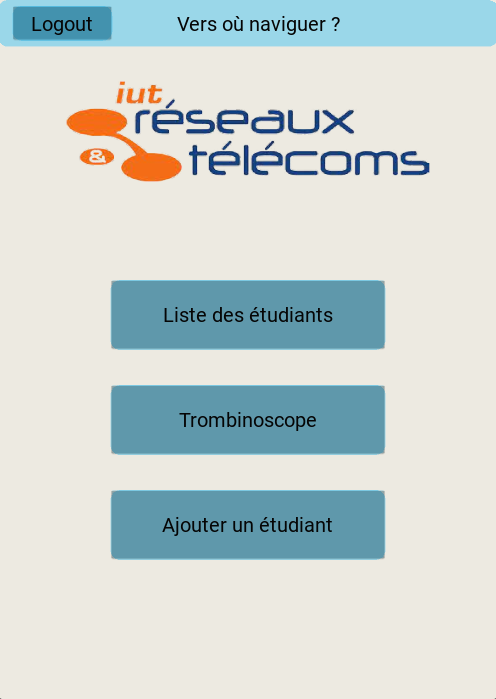 Logout
Vers où naviguer ?
iut
réseaux
&
télécoms
Liste des étudiants
Trombinoscope
Ajouter un étudiant